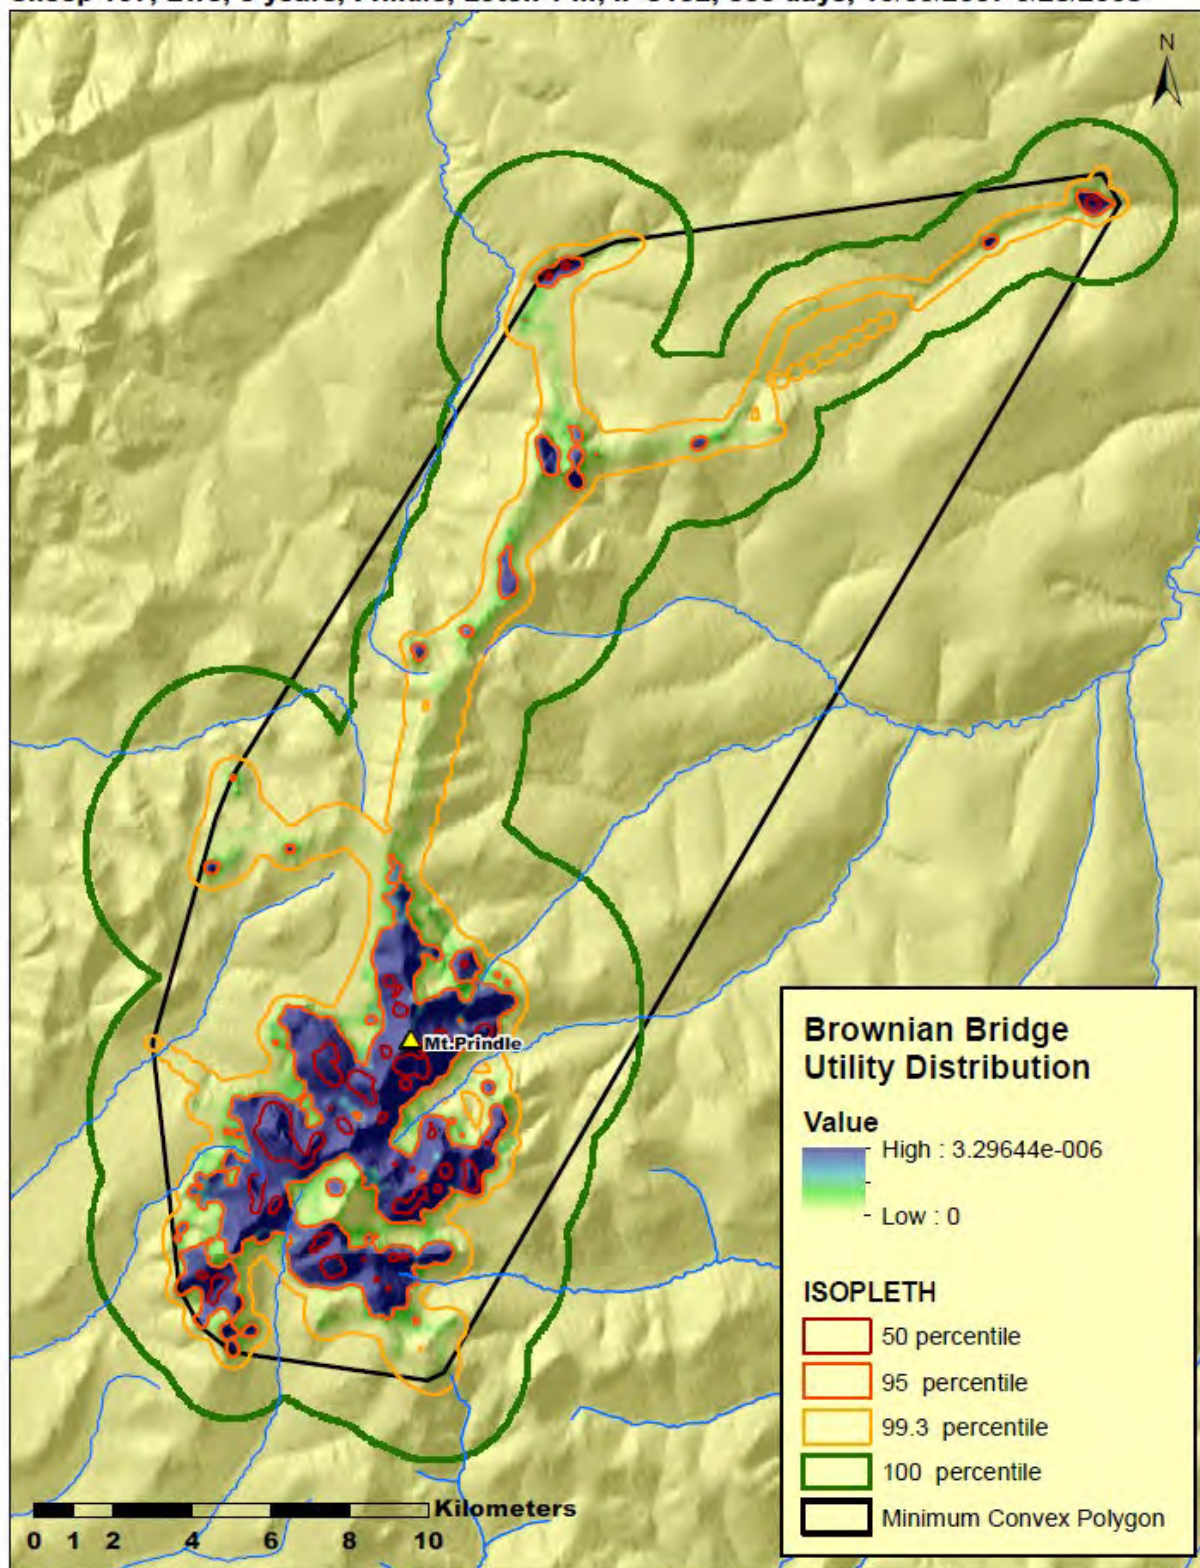 N
Mt.Prindle
Brownian Bridge
Utility Distribution
Value
High : 3.29644e-006
Low : 0
ISOPLETH
50 percentile
95 percentile
99.3 percentile
100 percentile
Minimum Convex Polygon
Kilometers
0 1 2 4 6 8 10